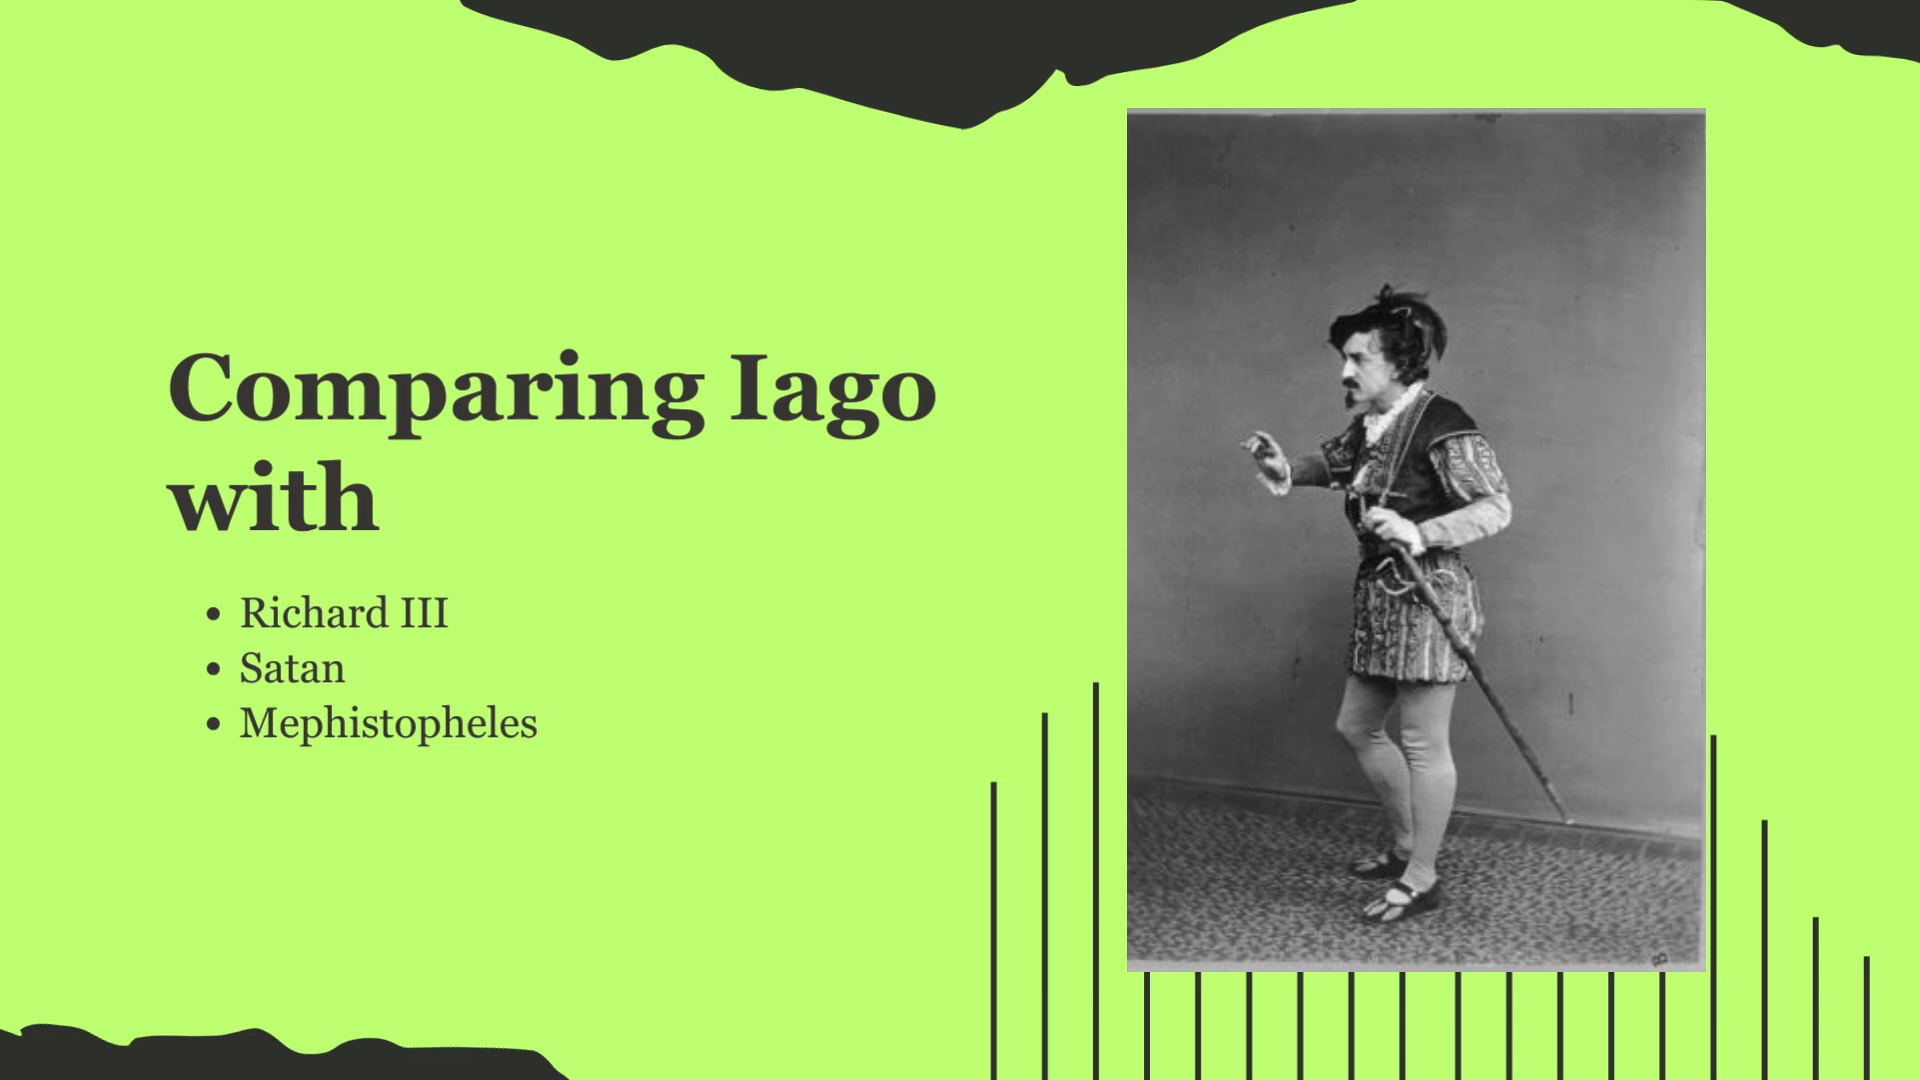 Comparing Iago
with
• Richard III
• Satan
• Mephistopheles
B